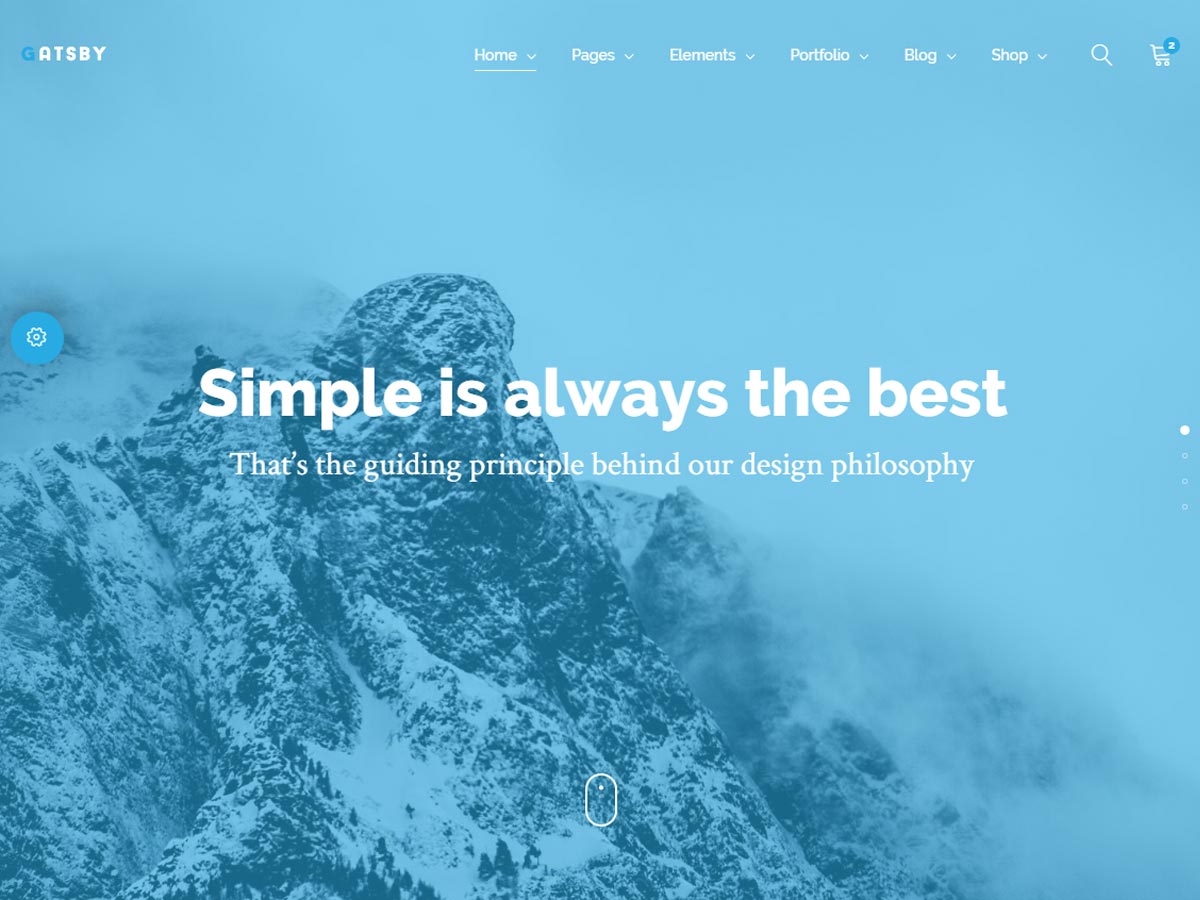 GATSBY
Home Pages Elements Portfolio Blog Shop 2
Simple is always the best
That’s the guiding principle behind our design philosophy